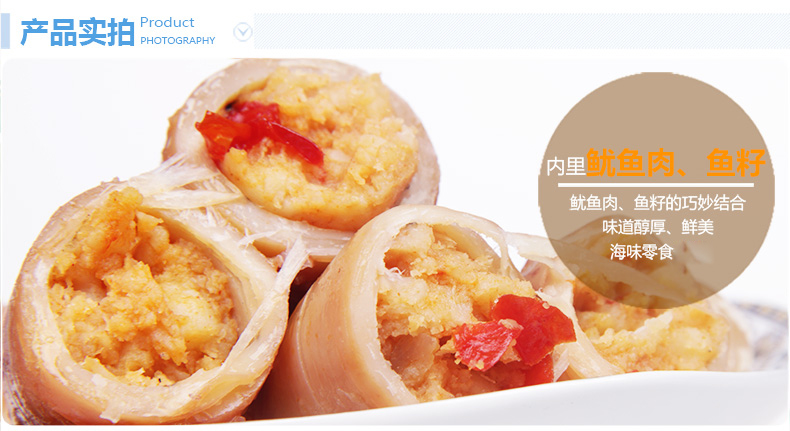 产品实拍
Product
PHOTOGRAPHY
内里鱿鱼肉、鱼籽
鱿鱼肉、鱼籽的巧妙结合
味道醇厚、鲜美
海味零食